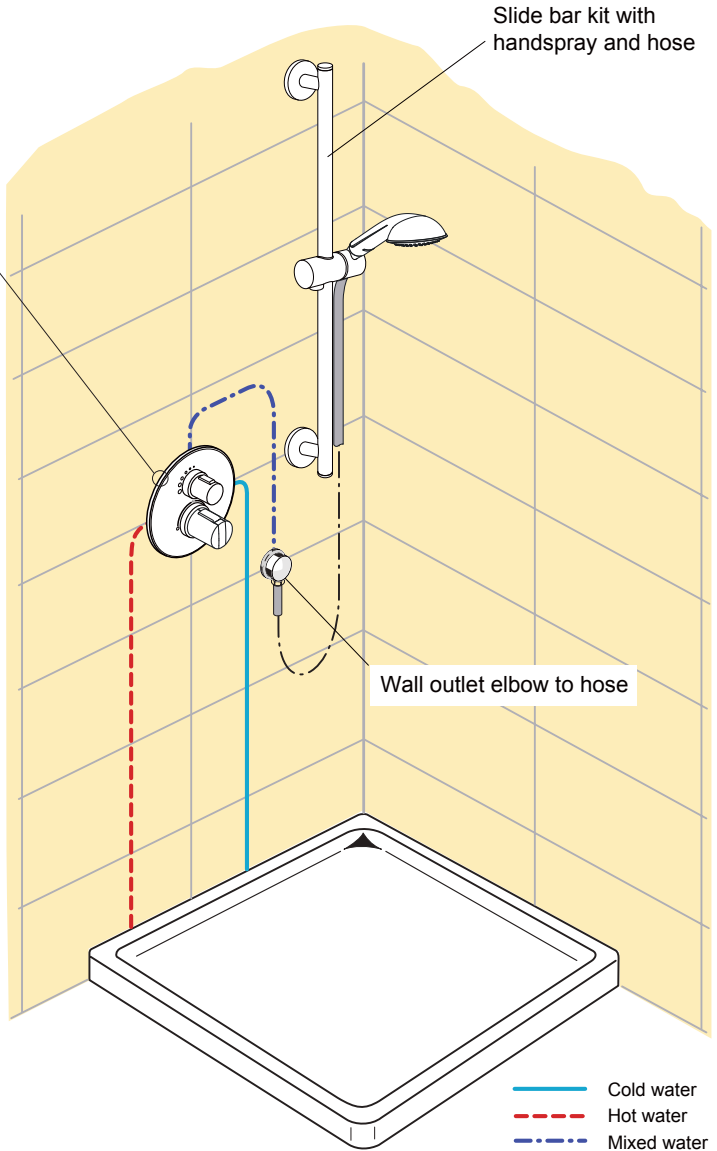 Slide bar kit with
handspray and hose
Wall outlet elbow to hose
Cold water
Hot water
Mixed water